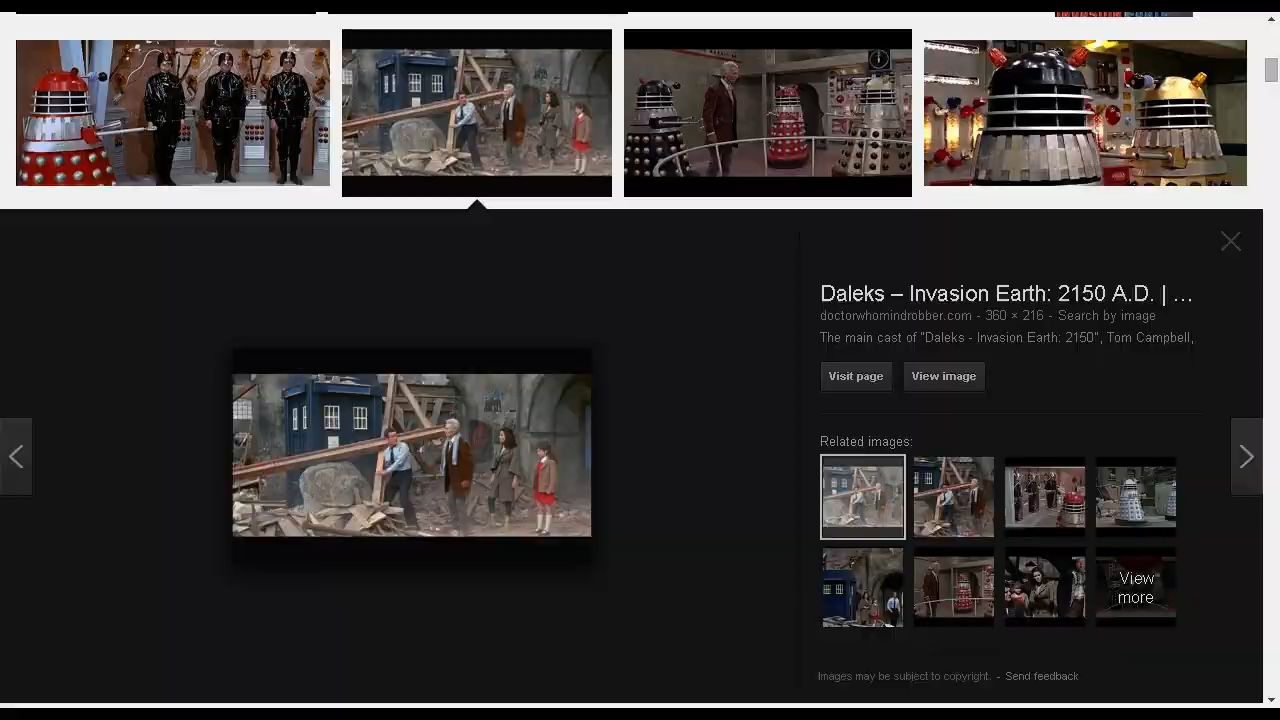 Daleks – Invasion Earth: 2150 A.D. | ...
doctorwhomindrobber.com - 360 × 216 - Search by image
The main cast of "Daleks - Invasion Earth: 2150", Tom Campbell,
Visit page View image
Related images:
View
more
Images may be subject to copyright. - Send feedback